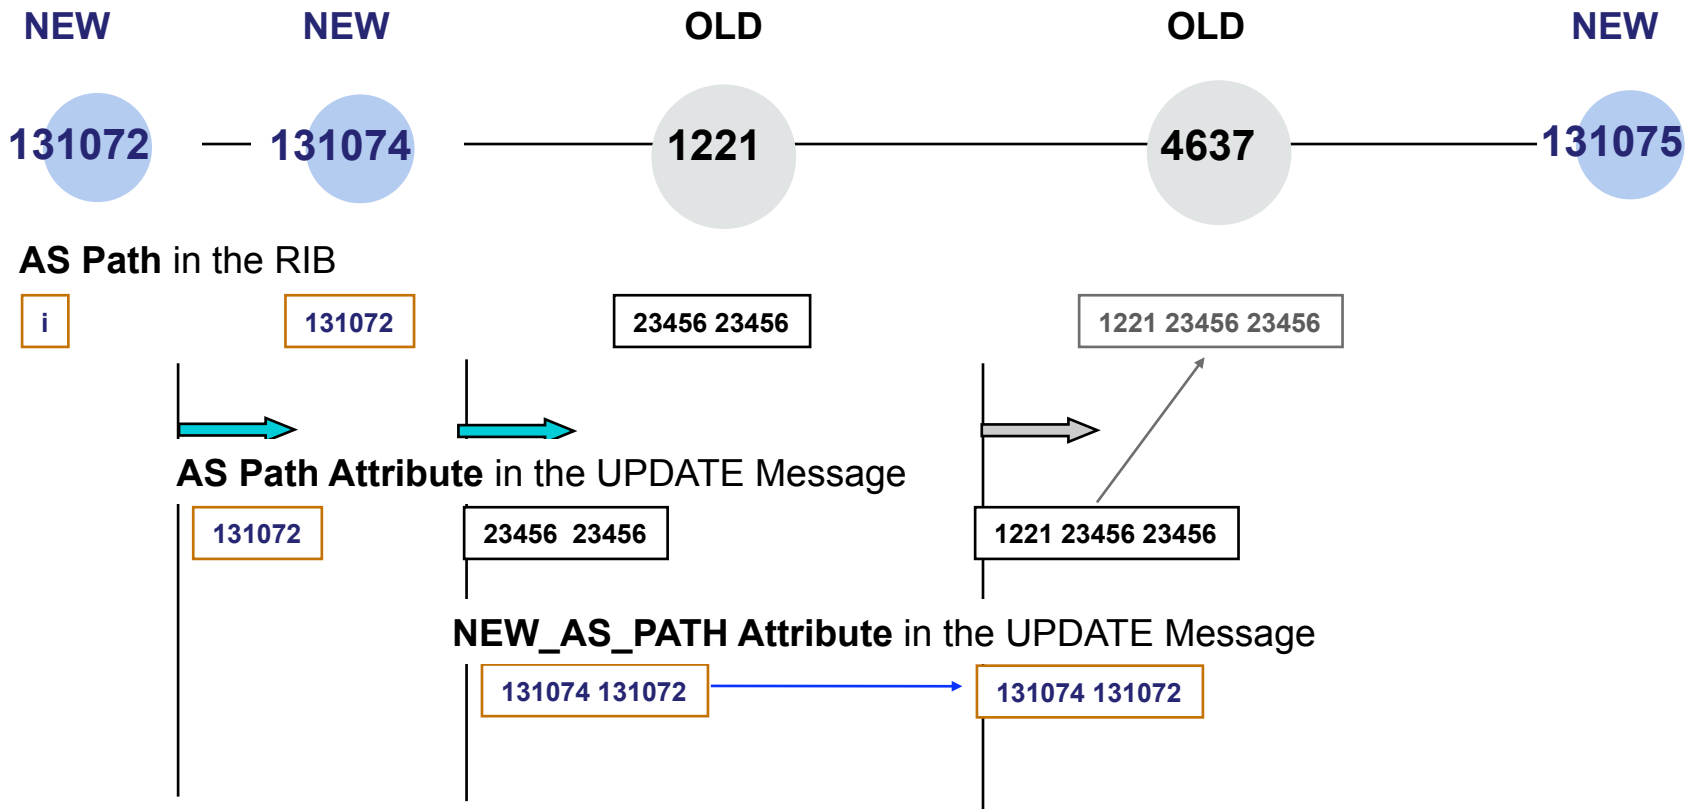 NEW NEW OLD OLD NEW
131072 131074 1221 4637 131075
AS Path in the RIB
i 131072 23456 23456 1221 23456 23456
AS Path Attribute in the UPDATE Message
131072 23456 23456 1221 23456 23456
NEW_AS_PATH Attribute in the UPDATE Message
131074 131072 131074 131072